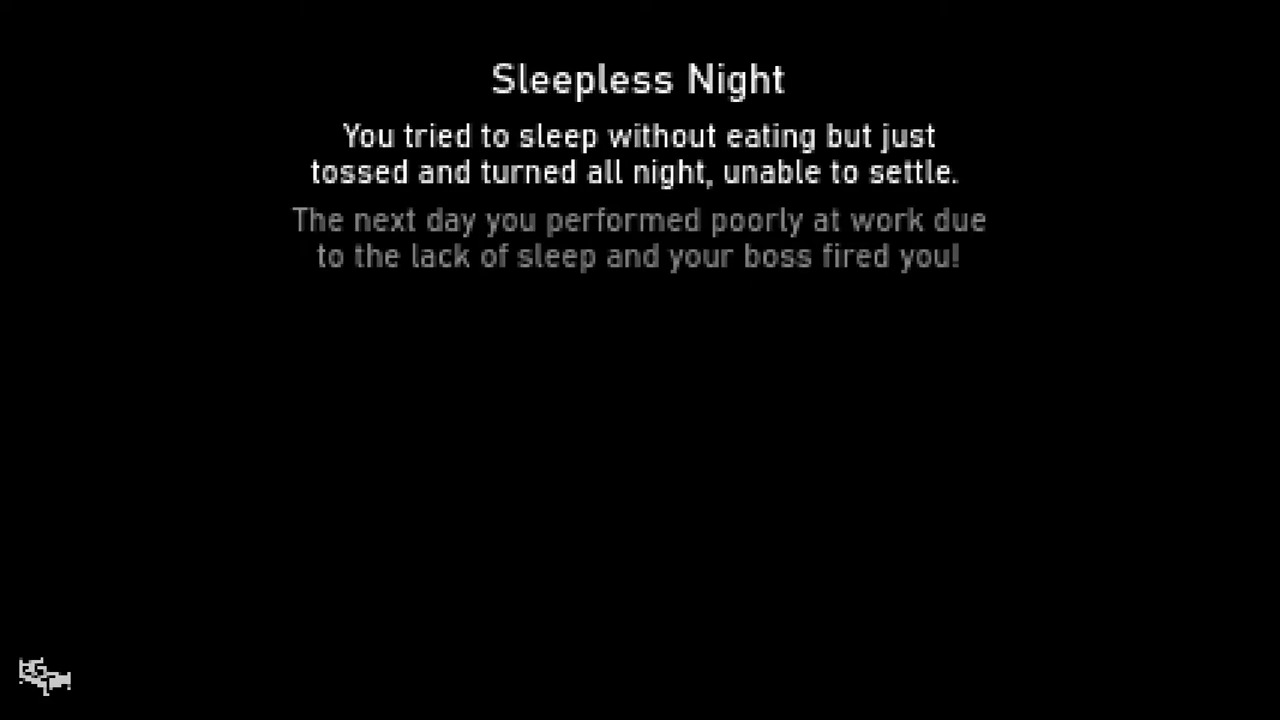 Sleepless Night
You tried to sleep without eating but just
tossed and turned all night, unable to settle.
The next day you performed poorly at work due
to the lack of sleep and your boss fired you!